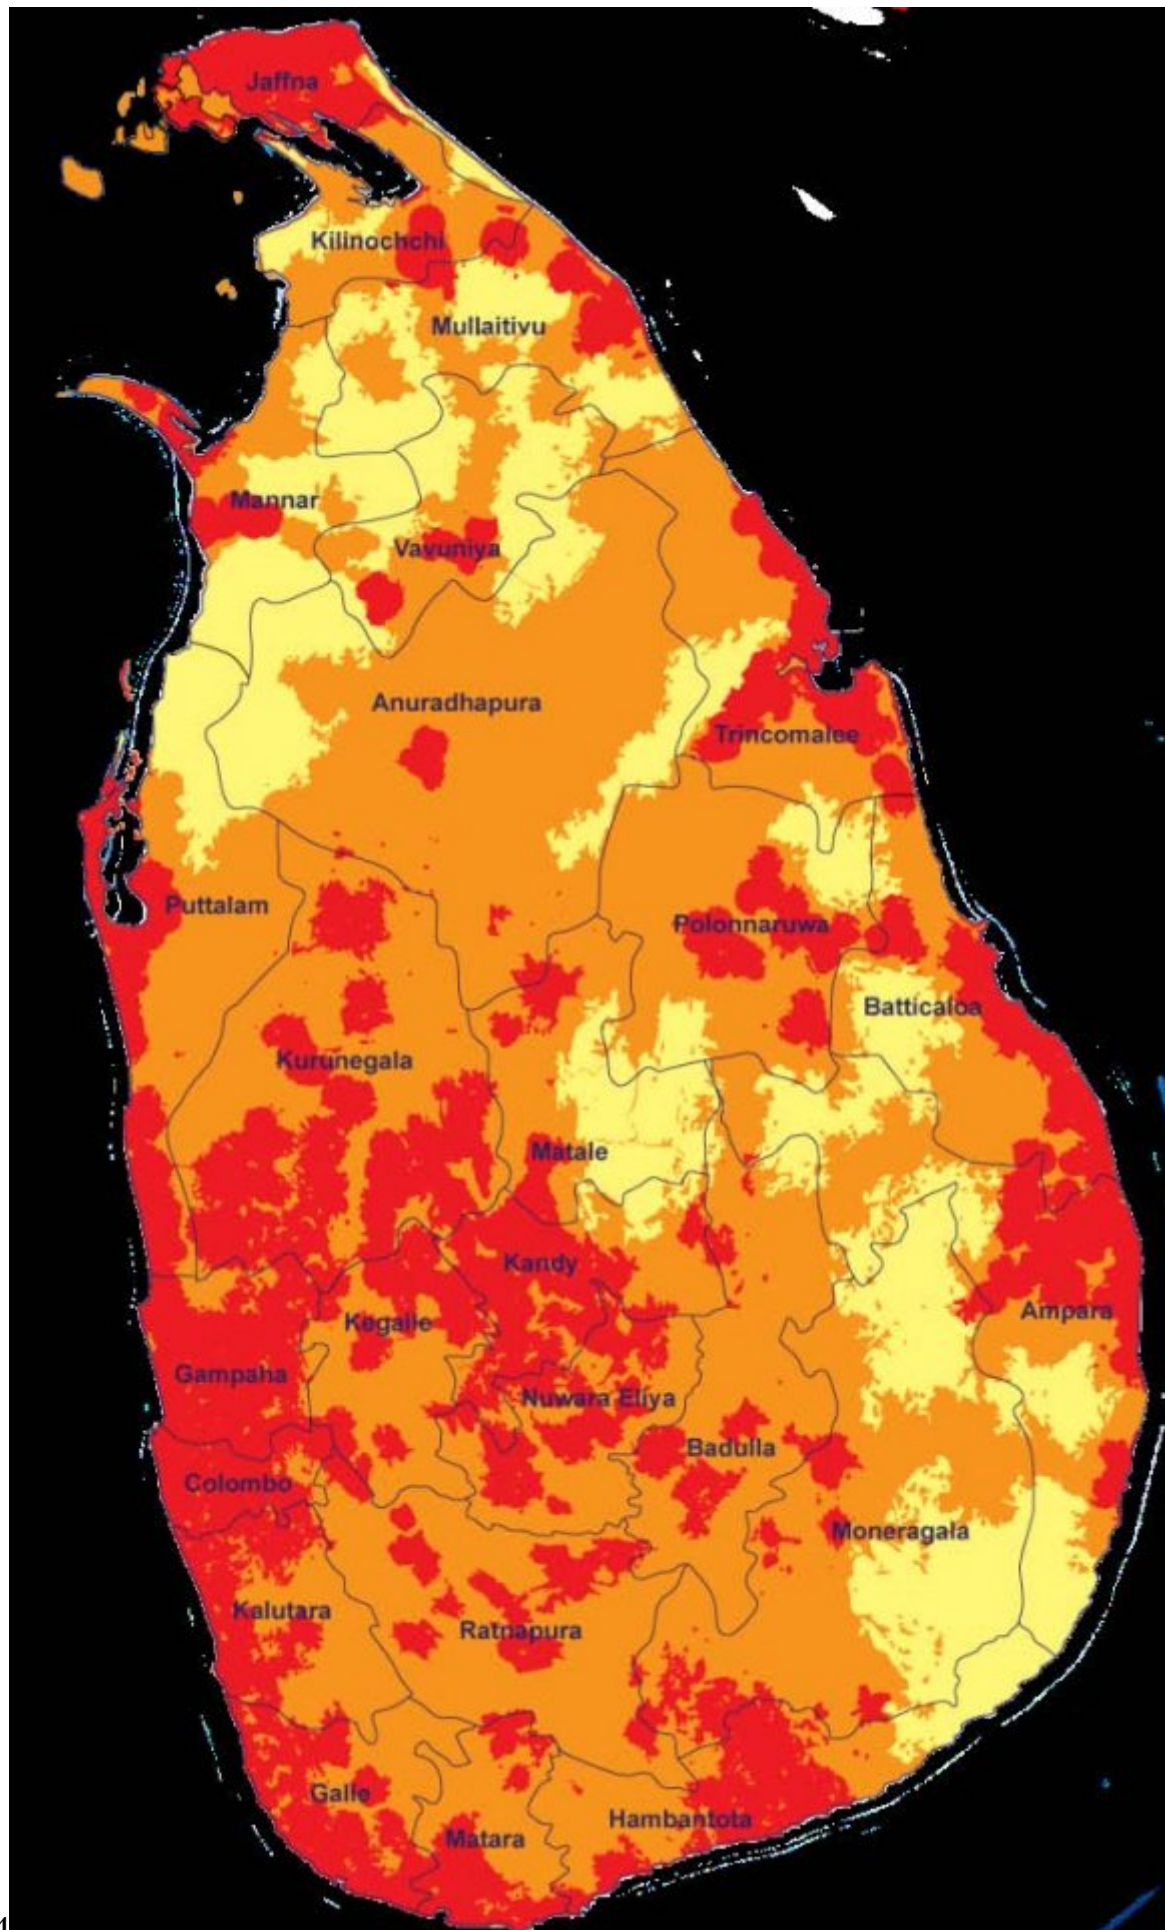 Jaffna
Kilinochchi
Mullaitivu
Mannar
Vavuniya
Anuradhapura
Trincomalee
Puttalam
Polonnaruwa
Batticaloa
Kurunegala
Matale
Kandy
Ampara
Kegalle
Gampaha
Nuwara Eliya
Badulla
Colombo
Moneragala
Kalutara
Ratnapura
Galle
Hambantota
Matara